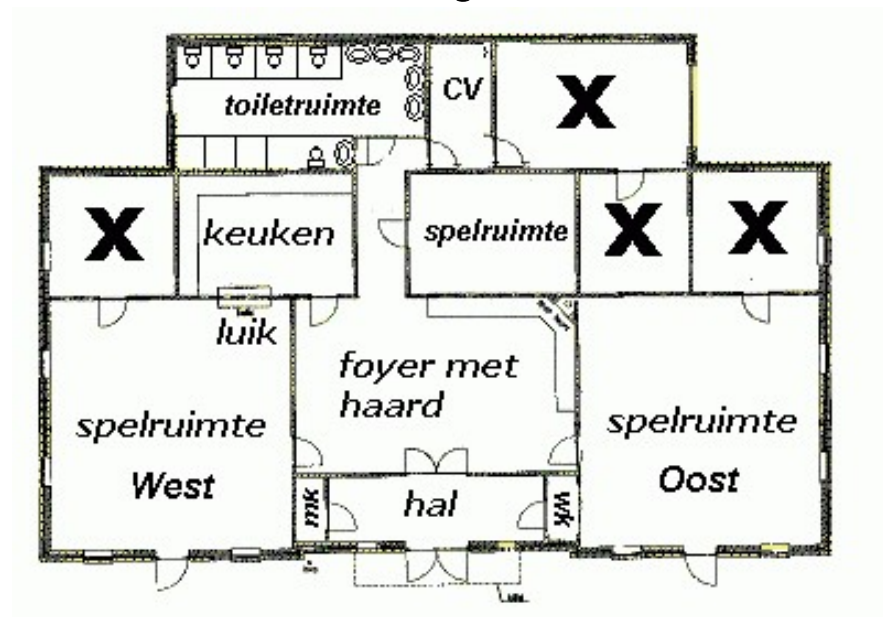 toiletruimte
CV
X
X
keuken
spelruimte
X
X
luik
foyer met
haard
spelruimte
West
spelruimte
Oost
mk
hal
wk